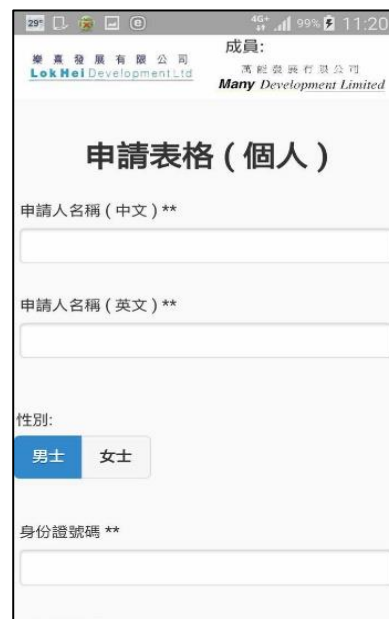 29°
4G+ 99% 11:20
樂熹發展有限公司
Lok Hei Development Ltd
成員:
萬能發展有限公司
Many Development Limited
申請表格 ( 個人 )
申請人名稱 ( 中文 ) **
申請人名稱 ( 英文 ) **
性別:
男士 女士
身份證號碼 **